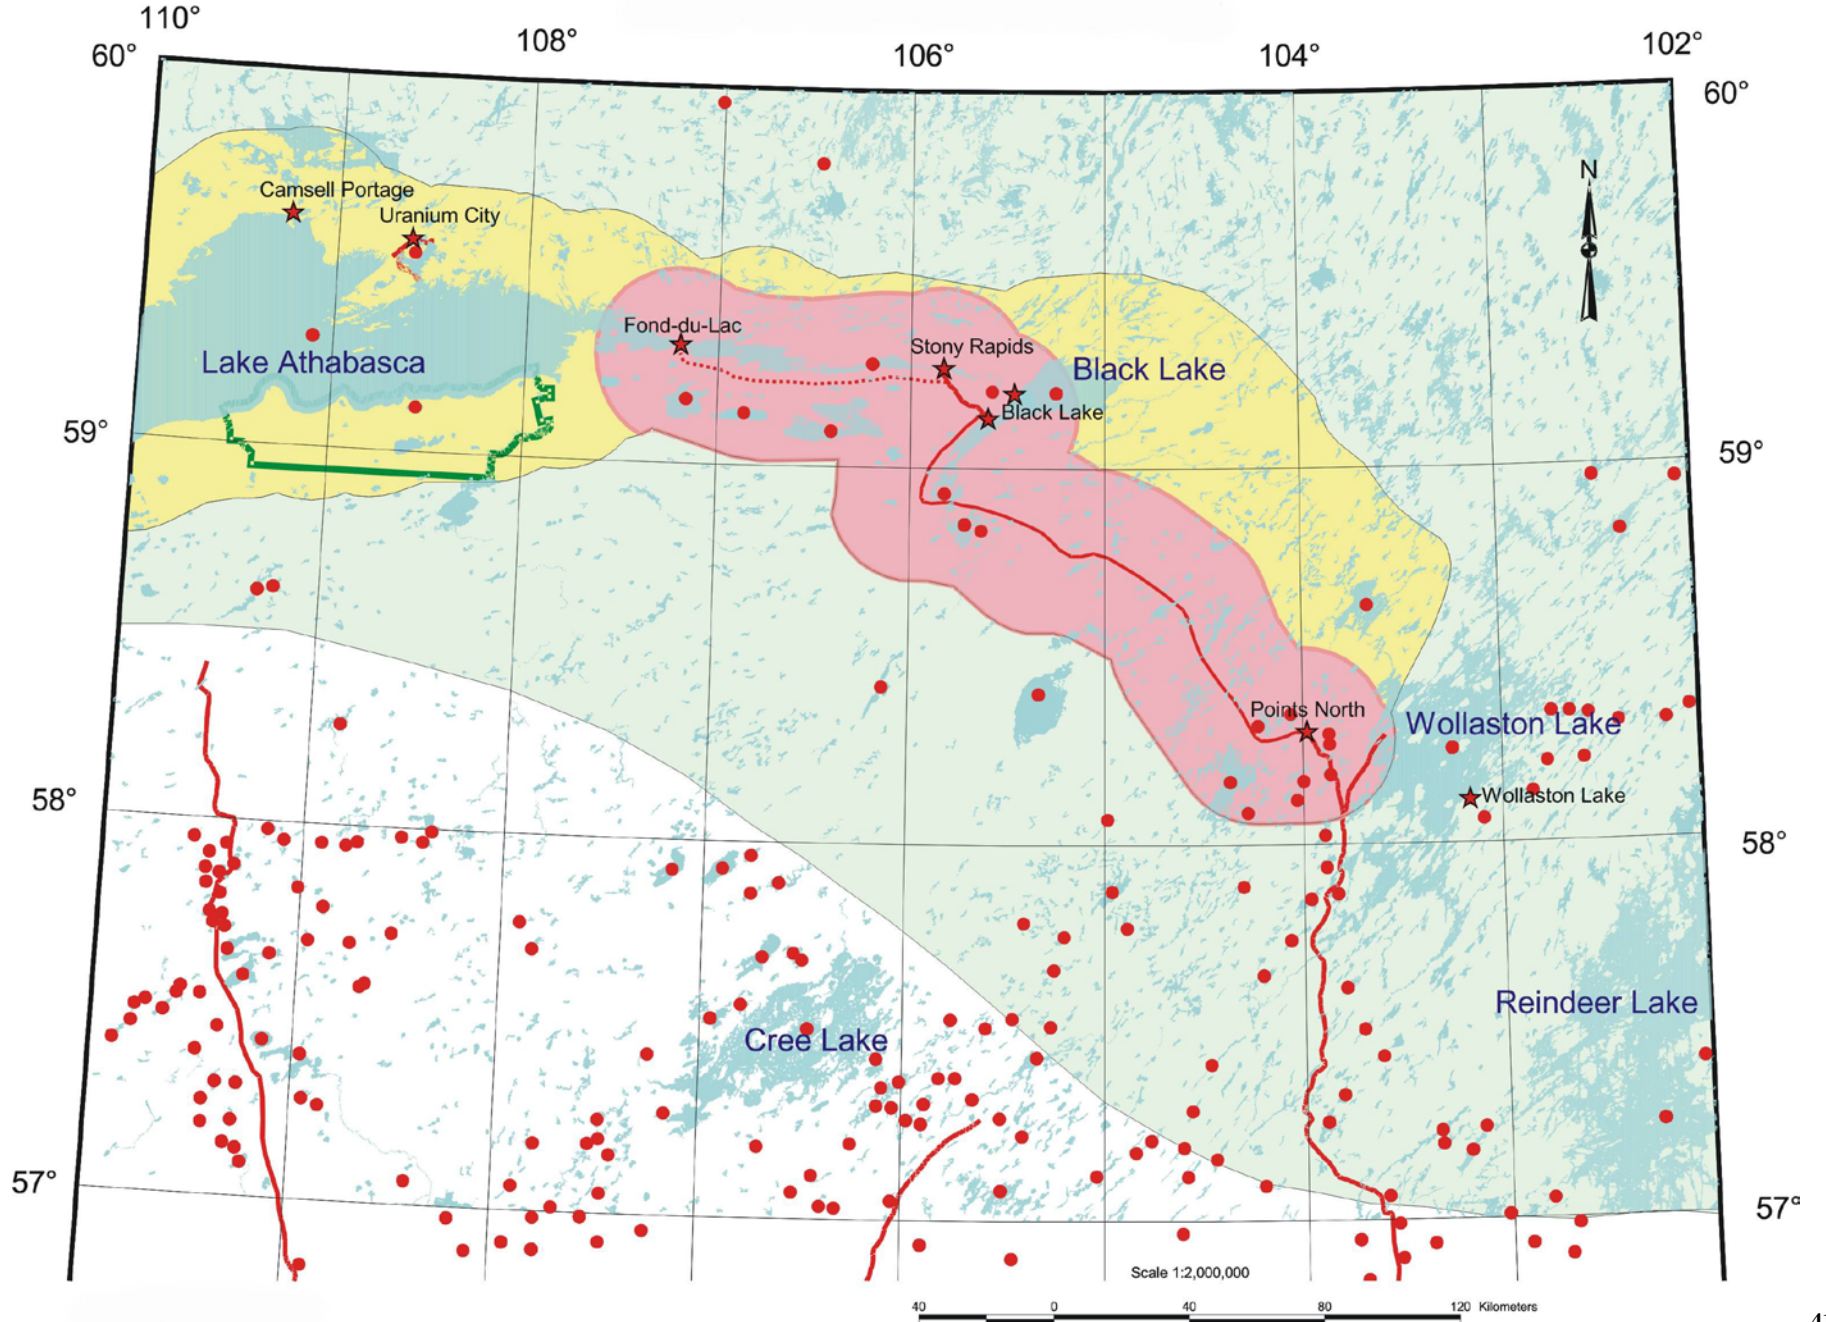 110°
108°
106°
104°
102°
60°
60°
N
Camsell Portage
Uranium City
Fond-du-Lac
Stony Rapids
Lake Athabasca
Black Lake
Black Lake
59°
59°
Points North
Wollaston Lake
Wollaston Lake
58°
58°
Reindeer Lake
Cree Lake
57°
57°
Scale 1:2,000,000
40 0 40 80 120 Kilometers